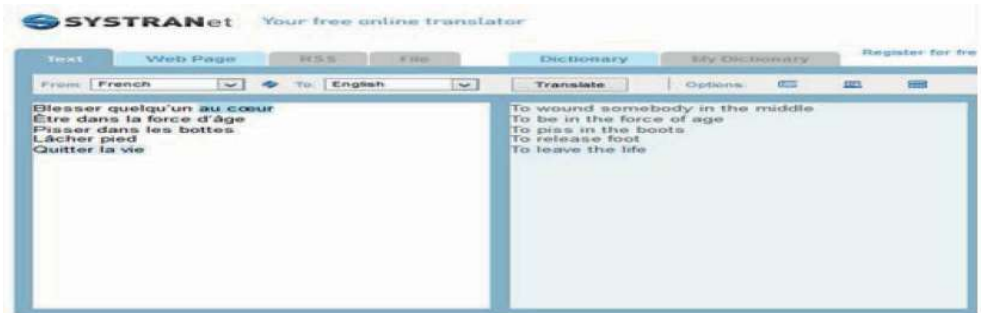 SYSTRANet Your free online translator
Text Web Page RSS File Dictionary My Dictionary Register for fre
From: French To: English Translate Options:
Blesser quelqu'un au cœur
Être dans la force d'âge
Pisser dans les bottes
Lâcher pied
Quitter la vie
To wound somebody in the middle
To be in the force of age
To piss in the boots
To release foot
To leave the life